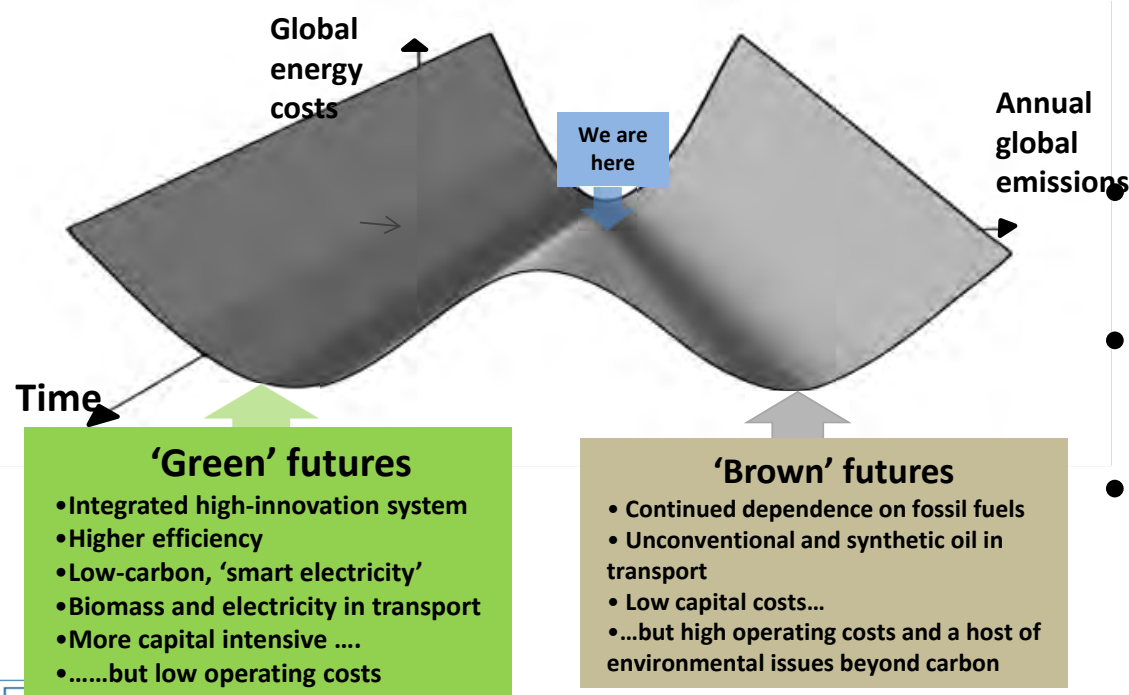 Global
energy
costs
We are
here
Annual
global
emissions
Time
‘Green’ futures
•Integrated high-innovation system
•Higher efficiency
•Low-carbon, ‘smart electricity’
•Biomass and electricity in transport
•More capital intensive ….
•……but low operating costs
‘Brown’ futures
• Continued dependence on fossil fuels
• Unconventional and synthetic oil in
transport
• Low capital costs…
•…but high operating costs and a host of
environmental issues beyond carbon